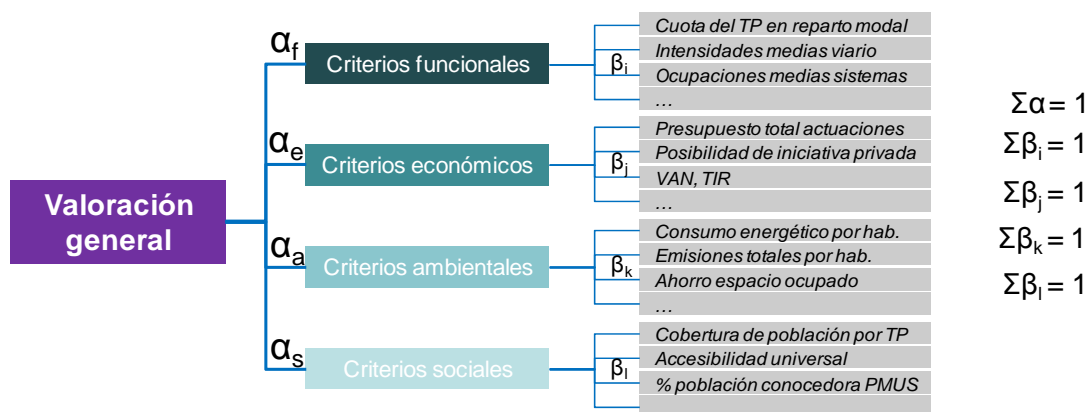 Valoración
general
αf
Criterios funcionales
βi
Cuota del TP en reparto modal
Intensidades medias viario
Ocupaciones medias sistemas
…
αe
Criterios económicos
βj
Presupuesto total actuaciones
Posibilidad de iniciativa privada
VAN, TIR
…
αa
Criterios ambientales
βk
Consumo energético por hab.
Emisiones totales por hab.
Ahorro espacio ocupado
…
αs
Criterios sociales
βl
Cobertura de población por TP
Accesibilidad universal
% población conocedora PMUS
Σα = 1
Σβi = 1
Σβj = 1
Σβk = 1
Σβl = 1